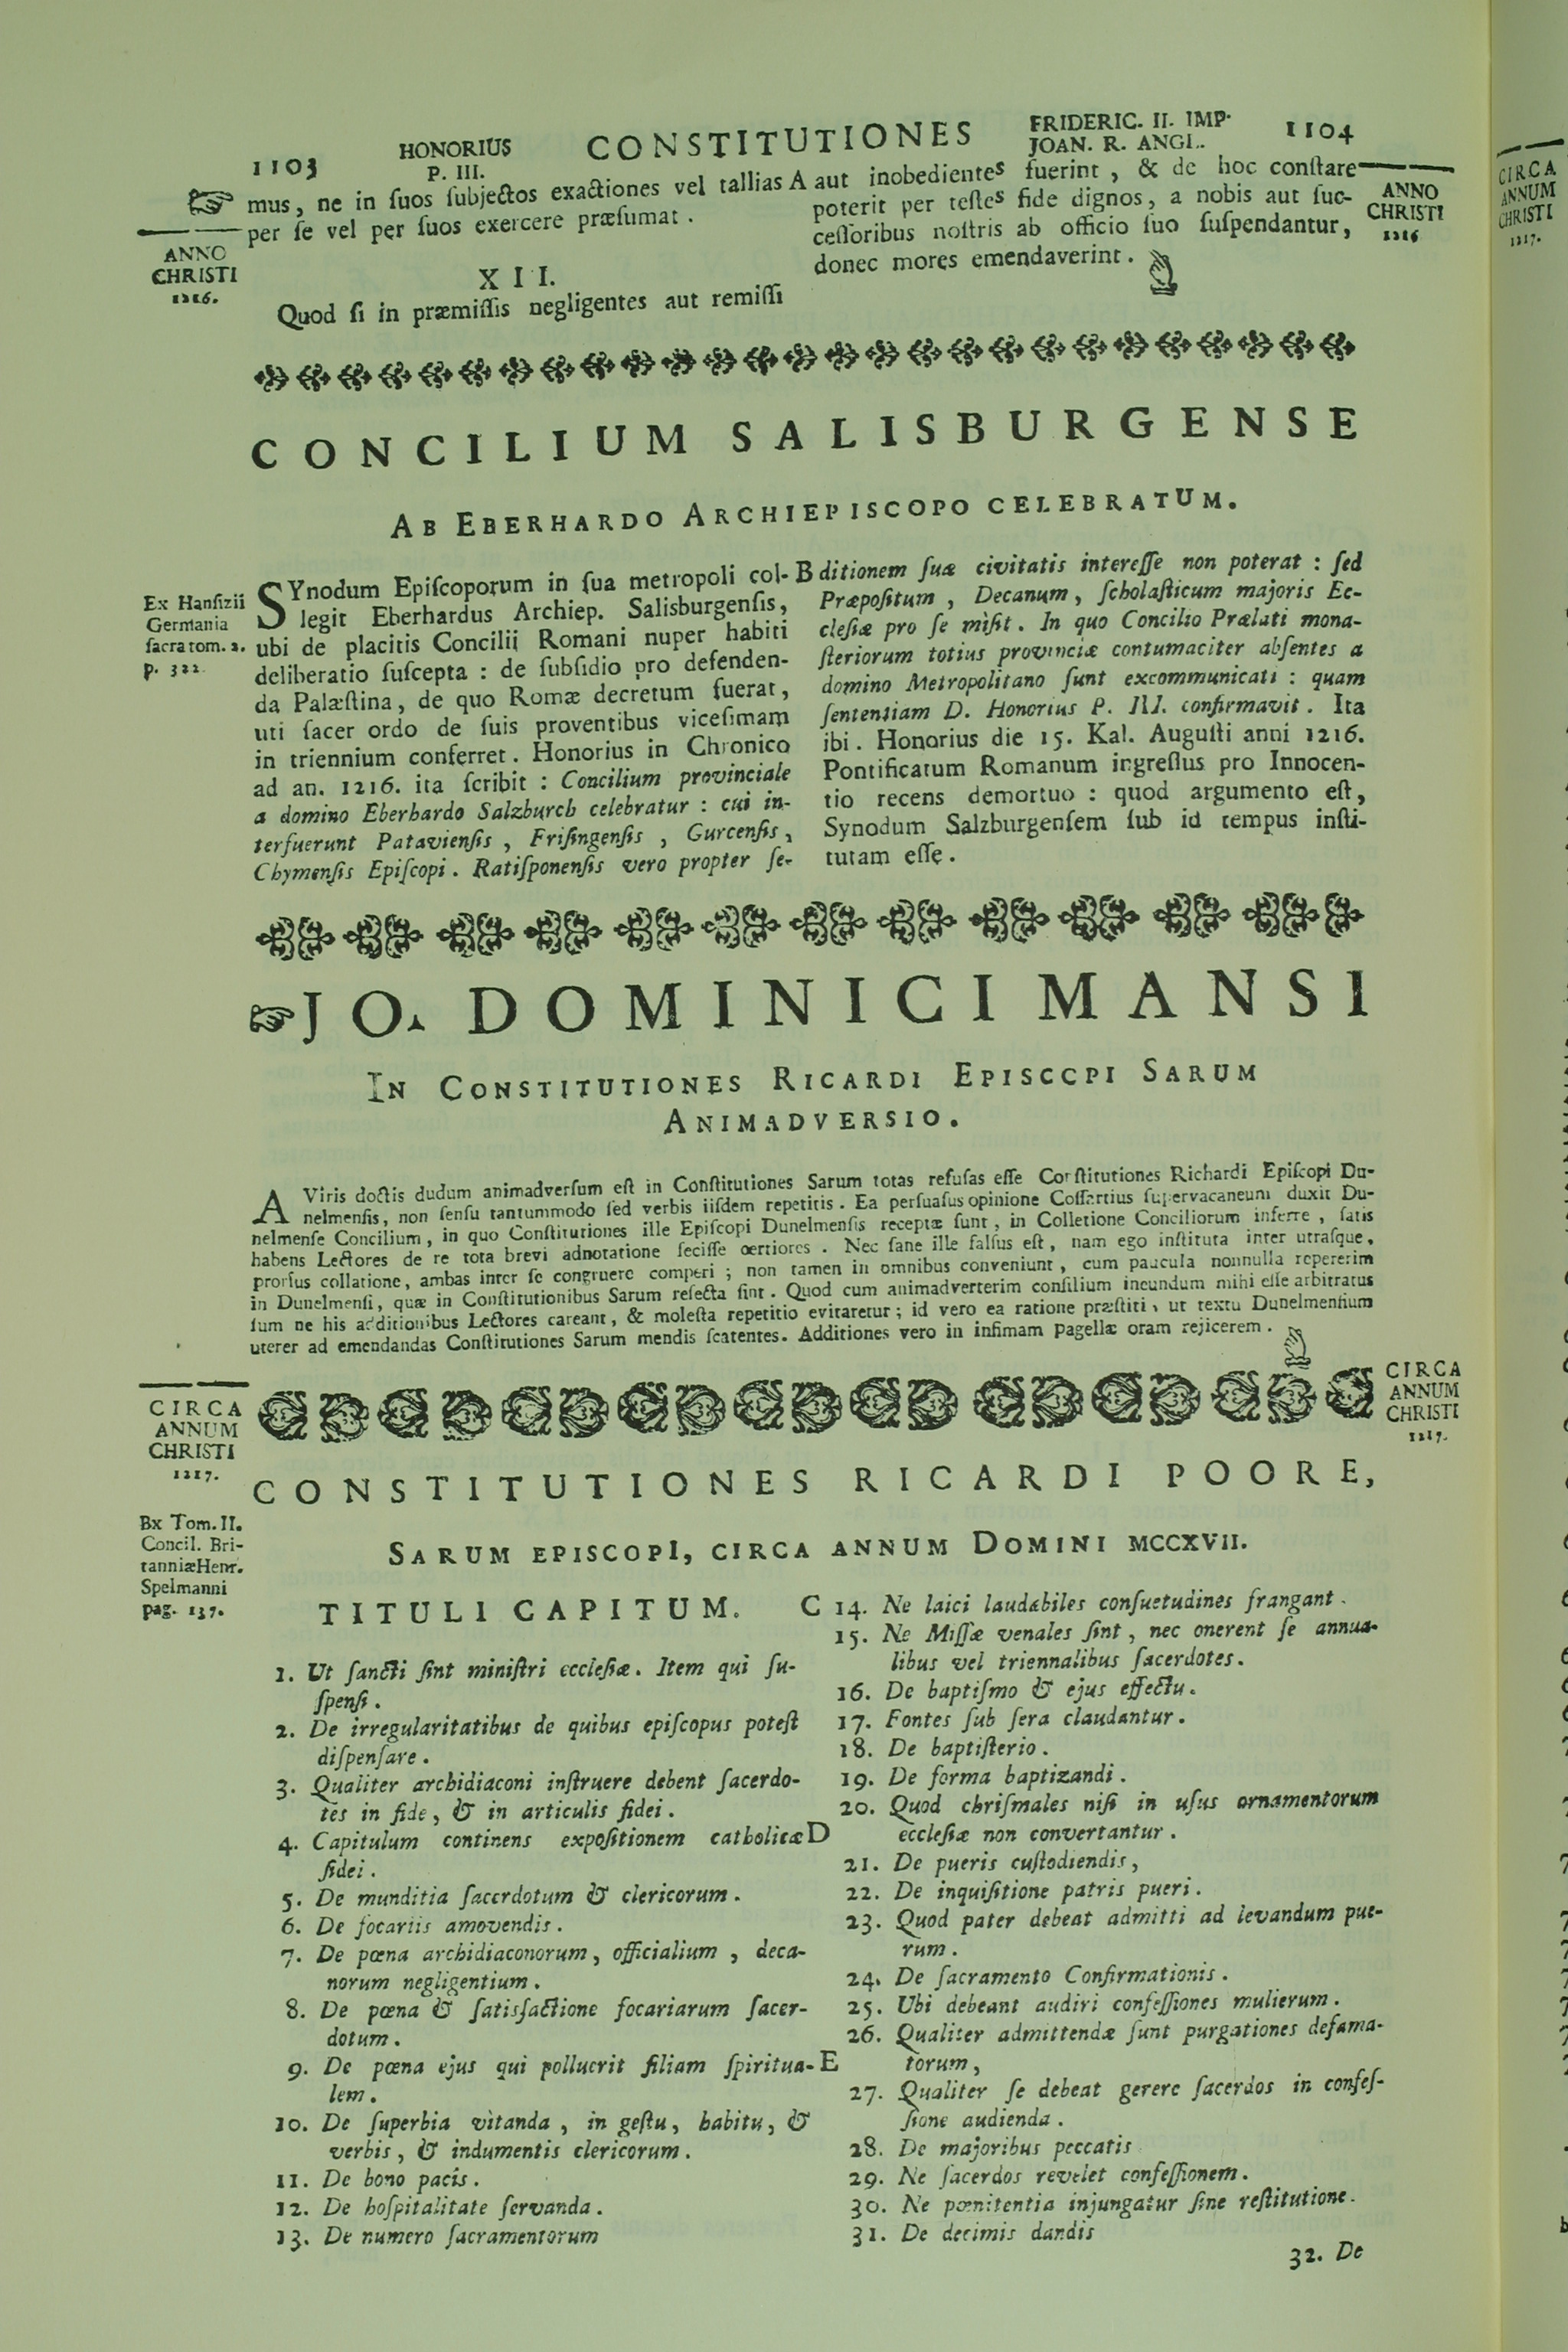 1103
HONORIUS
P. III.
CONSTITUTIONES
FRIDERIC. II. IMP.
JOAN. R. ANGL.
1104
mus, ne in ſuos ſubjectos exactiones vel tallias
per ſe vel per ſuos exercere præſumat.
ANNO
CHRISTI
1216.
XII.
Quod ſi in præmiſſis negligentes aut remiſſi
A
aut inobedientes fuerint, & de hoc conſtare
poterit per teſtes fide dignos, a nobis aut ſuc-
ceſſoribus noſtris ab officio ſuo ſuſpendantur,
donec mores emendaverint.
ANNO
CHRISTI
1216
CONCILIUM SALISBURGENSE
AB EBERHARDO ARCHIEPISCOPO CELEBRATUM.
Ex Hanſizii
Germania
ſacra tom. 2.
p. 322.
SYnodum Epiſcoporum in ſua metropoli col-
legit Eberhardus Archiep. Salisburgenſis,
ubi de placitis Concilii Romani nuper habiti
deliberatio ſuſcepta : de ſubſidio pro defenden-
da Palæſtina, de quo Romæ decretum fuerat,
uti ſacer ordo de ſuis proventibus viceſimam
in triennium conferret. Honorius in Chronico
ad an. 1216. ita ſcribit : Concilium provinciale
a domino Eberhardo Salzburch celebratur : cui in-
terfuerunt Patavienſis, Friſingenſis, Gurcenſis,
Chymenſis Epiſcopi. Ratiſponenſis vero propter ſe-
B
ditionem ſuæ civitatis intereſſe non poterat : ſed
Præpoſitum, Decanum, ſcholaſticum majoris Ec-
cleſiæ pro ſe miſit. In quo Concilio Prælati mona-
ſteriorum totius provinciæ contumaciter abſentes a
domino Metropolitano ſunt excommunicati : quam
ſententiam D. Honorius P. III. confirmavit. Ita
ibi. Honorius die 15. Kal. Auguſti anni 1216.
Pontificatum Romanum ingreſſus pro Innocen-
tio recens demortuo : quod argumento eſt,
Synodum Salzburgenſem ſub id tempus inſti-
tutam eſſe.
JO. DOMINICI MANSI
IN CONSTITUTIONES RICARDI EPISCCPI SARUM
ANIMADVERSIO.
A Viris doctis dudum animadverſum eſt in Conſtitutiones Sarum totas refuſas eſſe Conſtitutiones Richardi Epiſcopi Du-
nelmenſis, non ſenſu tantummodo ſed verbis iiſdem repetitis. Ea perſuaſus opinione Coſſartius ſupervacaneum duxit Du-
nelmenſe Concilium, in quo Conſtitutiones ille Epiſcopi Dunelmenſis receptæ ſunt, in Colletione Conciliorum inferre, ſatis
habens Lectores de re tota brevi adnotatione feciſſe certiores. Nec ſane ille falſus eſt, nam ego inſtituta inter utraſque,
prorſus collatione, ambas inter ſe congruere comperi; non tamen in omnibus conveniunt, cum paucula nonnulla repererim
in Dunelmenſi, quæ in Conſtitutionibus Sarum reſecta ſint. Quod cum animadverterim conſilium ineundum mihi eſſe arbitratus
ſum ne his additionibus Lectores careant, & moleſta repetitio evitaretur; id vero ea ratione præſtiti, ut textu Dunelmenſium
uterer ad emendandas Conſtitutiones Sarum mendis ſcatentes. Additiones vero in infimam pagellæ oram rejicerem.
CIRCA
ANNUM
CHRISTI
1217.
CIRCA
ANNUM
CHRISTI
1217.
CONSTITUTIONES RICARDI POORE,
SARUM EPISCOPI, CIRCA ANNUM DOMINI MCCXVII.
Bx Tom. II.
Concil. Bri-
tanniæ Henr.
Spelmanni
pag. 137.
TITULI CAPITUM.
1. Ut ſancti ſint miniſtri eccleſiæ. Item qui ſu-
ſpenſi.
2. De irregularitatibus de quibus epiſcopus poteſt
diſpenſare.
3. Qualiter archidiaconi inſtruere debent ſacerdo-
tes in fide, & in articulis fidei.
4. Capitulum continens expoſitionem catholicæ
fidei.
5. De munditia ſacerdotum & clericorum.
6. De focariis amovendis.
7. De pœna archidiaconorum, officialium, deca-
norum negligentium.
8. De pœna & ſatisfactione focariarum ſacer-
dotum.
9. De pœna ejus qui pollucrit filiam ſpiritua-
lem.
10. De ſuperbia vitanda, in geſtu, habitu, &
verbis, & indumentis clericorum.
11. De bono pacis.
12. De hoſpitalitate ſervanda.
13. De numero ſacramentorum
C
D
E
14. Ne laici laudabiles conſuetudines frangant.
15. Ne Miſſæ venales ſint, nec onerent ſe annua-
libus vel triennalibus ſacerdotes.
16. De baptiſmo & ejus effectu.
17. Fontes ſub ſera claudantur.
18. De baptiſterio.
19. De forma baptizandi.
20. Quod chriſmales niſi in uſus ornamentorum
eccleſiæ non convertantur.
21. De pueris cuſtodiendis,
22. De inquiſitione patris pueri.
23. Quod pater debeat admitti ad levandum pue-
rum.
24. De ſacramento Confirmationis.
25. Ubi debeant audiri confeſſiones mulierum.
26. Qualiter admittendæ ſunt purgationes defama-
torum,
27. Qualiter ſe debeat gerere ſacerdos in confeſ-
ſione audienda.
28. De majoribus peccatis
29. Ne ſacerdos revelet confeſſionem.
30. Ne pœnitentia injungatur ſine reſtitutione.
31. De decimis dandis
32. De
CIRCA
ANNUM
CHRISTI
1217.